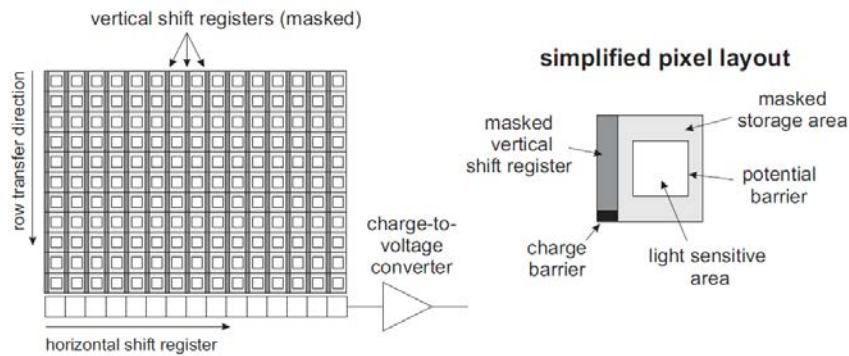 vertical shift registers (masked)
row transfer direction
charge-to-
voltage
converter
horizontal shift register
simplified pixel layout
masked
vertical
shift register
masked
storage area
potential
barrier
charge
barrier
light sensitive
area